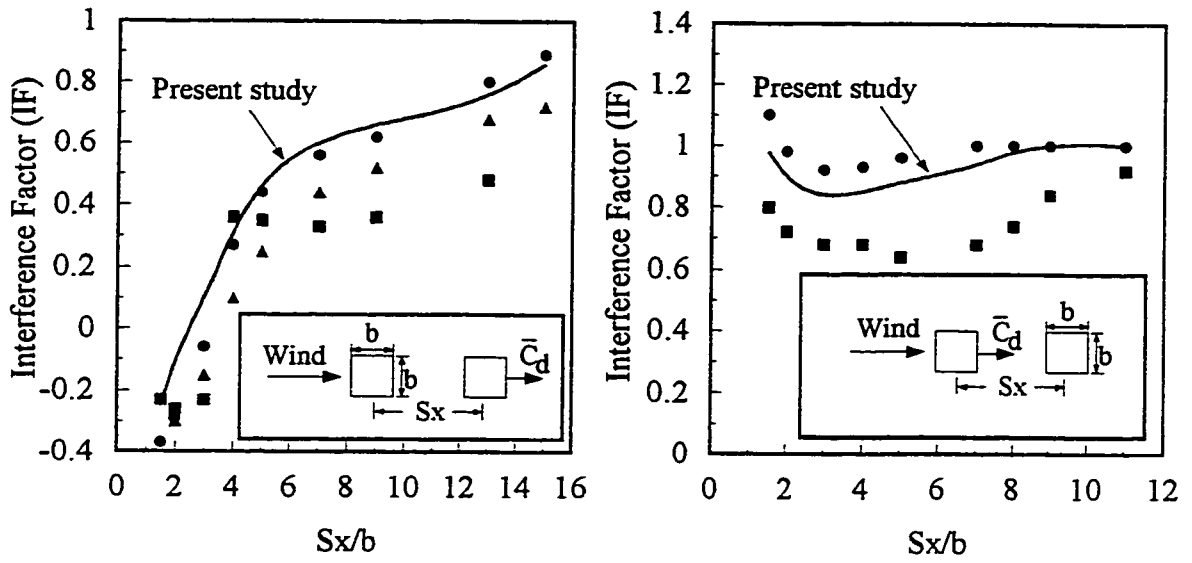 Interference Factor (IF)
1
0.8
0.6
0.4
0.2
0
-0.2
-0.4
Present study
Wind
b
b
C̄d
Sx
0 2 4 6 8 10 12 14 16
Sx/b
Interference Factor (IF)
1.4
1.2
1
0.8
0.6
0.4
0.2
0
Present study
Wind
C̄d
b
b
Sx
0 2 4 6 8 10 12
Sx/b